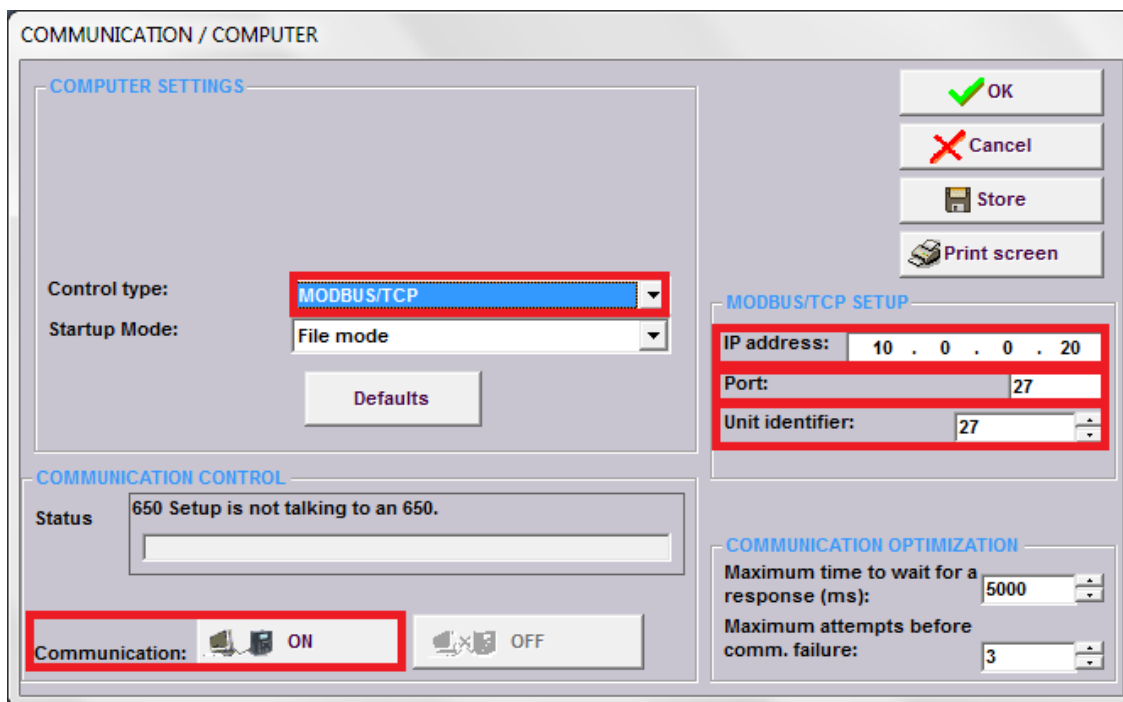 COMMUNICATION / COMPUTER
COMPUTER SETTINGS
Control type:
MODBUS/TCP
Startup Mode:
File mode
Defaults
OK
Cancel
Store
Print screen
MODBUS/TCP SETUP
IP address:
10 . 0 . 0 . 20
Port:
27
Unit identifier:
27
COMMUNICATION CONTROL
Status
650 Setup is not talking to an 650.
Communication:
ON
OFF
COMMUNICATION OPTIMIZATION
Maximum time to wait for a
response (ms):
5000
Maximum attempts before
comm. failure:
3